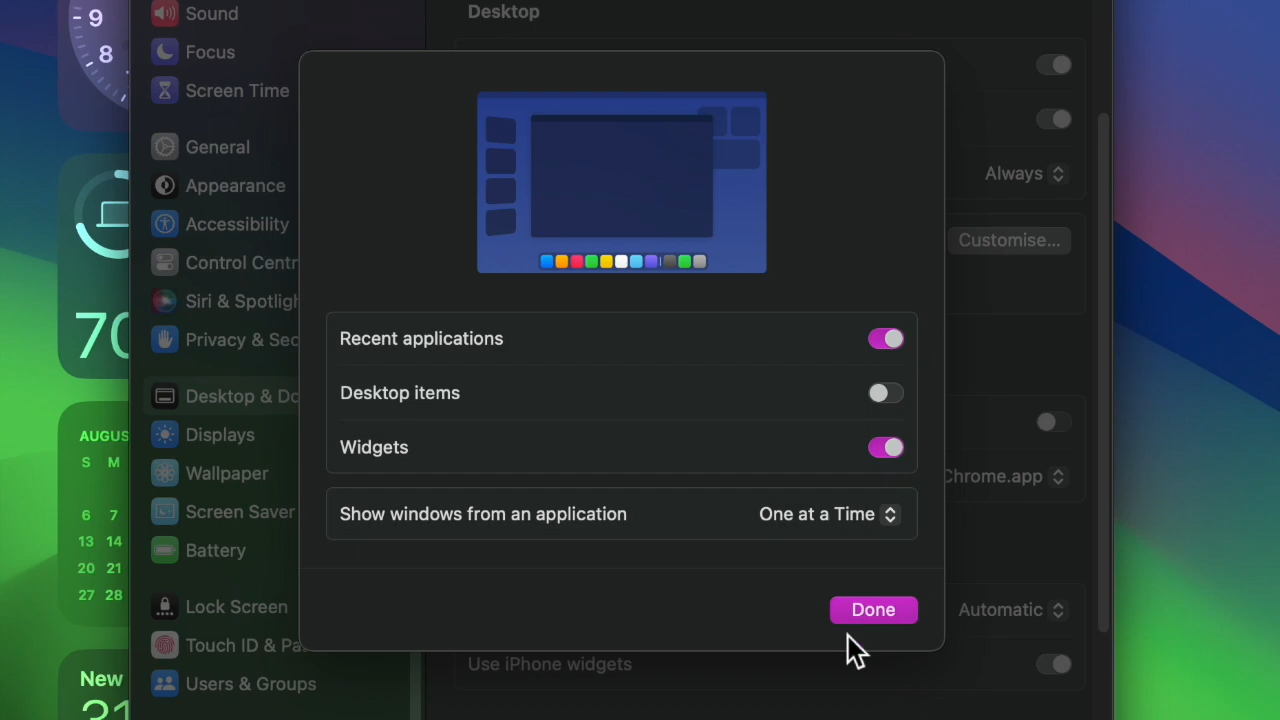 9
8
70
AUGUS
S M
6 7
13 14
20 21
27 28
New
31
Sound
Focus
Screen Time
General
Appearance
Accessibility
Control Centr
Siri & Spotligh
Privacy & Sec
Desktop & Do
Displays
Wallpaper
Screen Saver
Battery
Lock Screen
Touch ID & Pa
Users & Groups
Desktop
Always
Customise...
Chrome.app
Automatic
Use iPhone widgets
Recent applications
Desktop items
Widgets
Show windows from an application One at a Time
Done